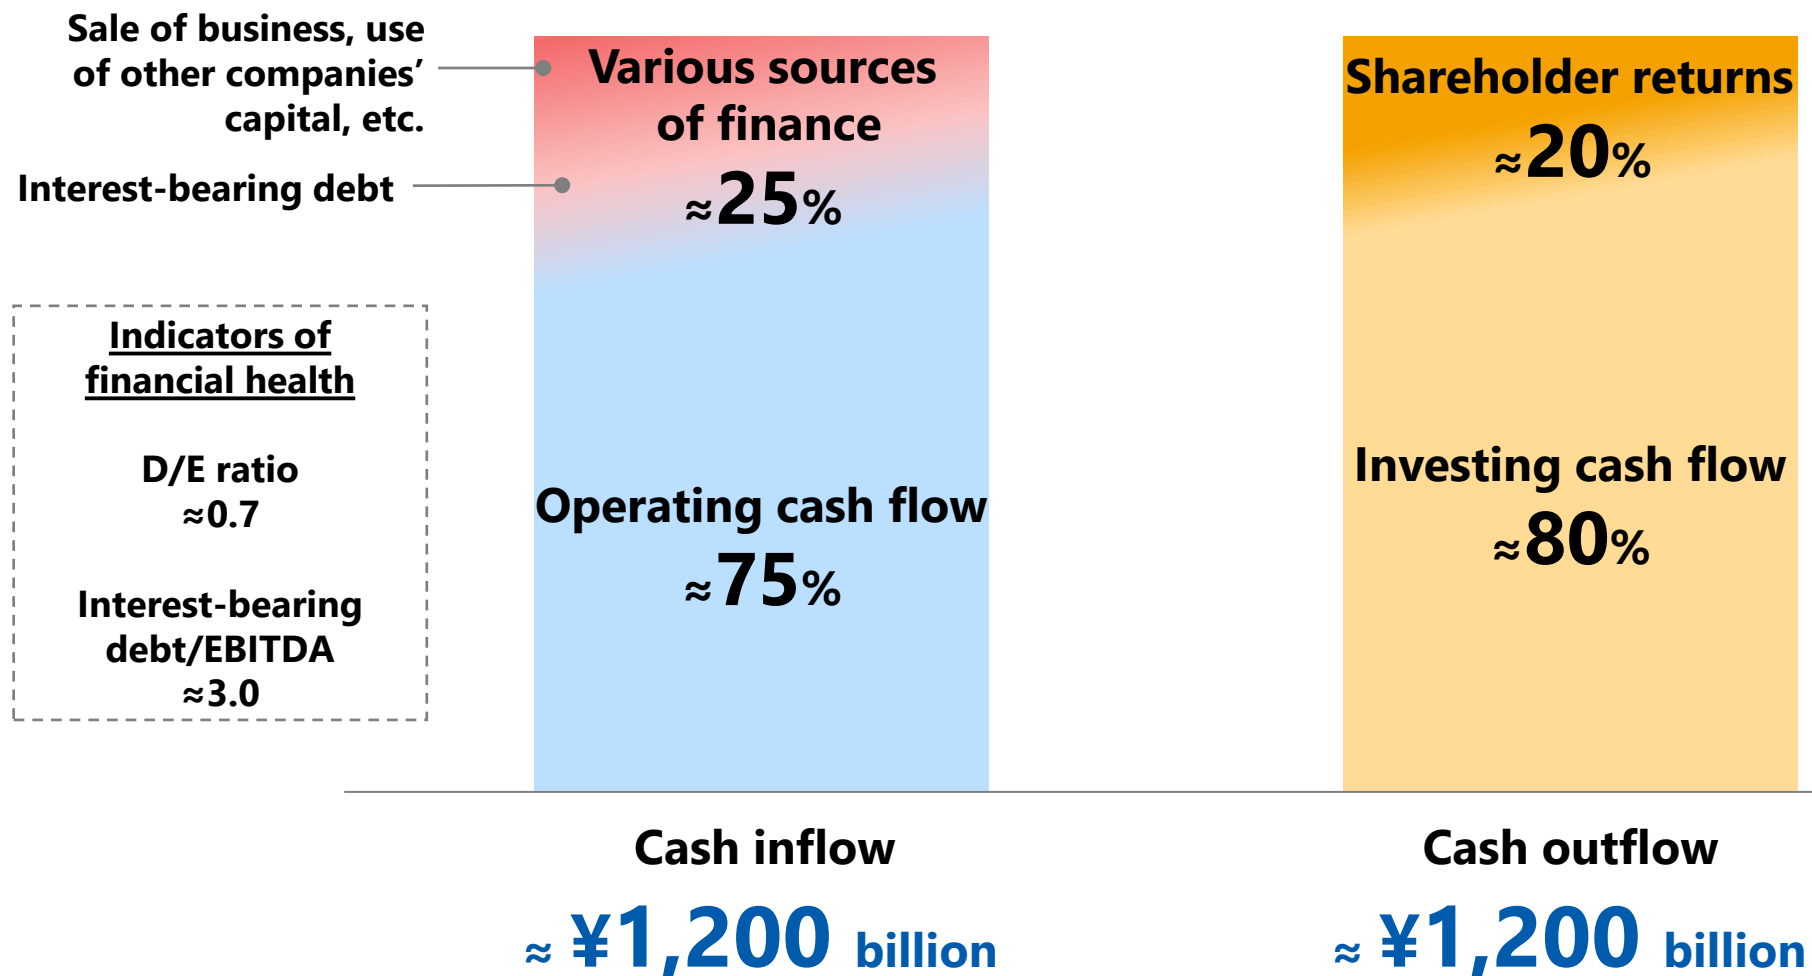 Sale of business, use
of other companies’
capital, etc.
Interest-bearing debt
Various sources
of finance
≈25%
Operating cash flow
≈75%
Shareholder returns
≈20%
Investing cash flow
≈80%
Indicators of
financial health
D/E ratio
≈0.7
Interest-bearing
debt/EBITDA
≈3.0
Cash inflow
≈ ¥1,200 billion
Cash outflow
≈ ¥1,200 billion